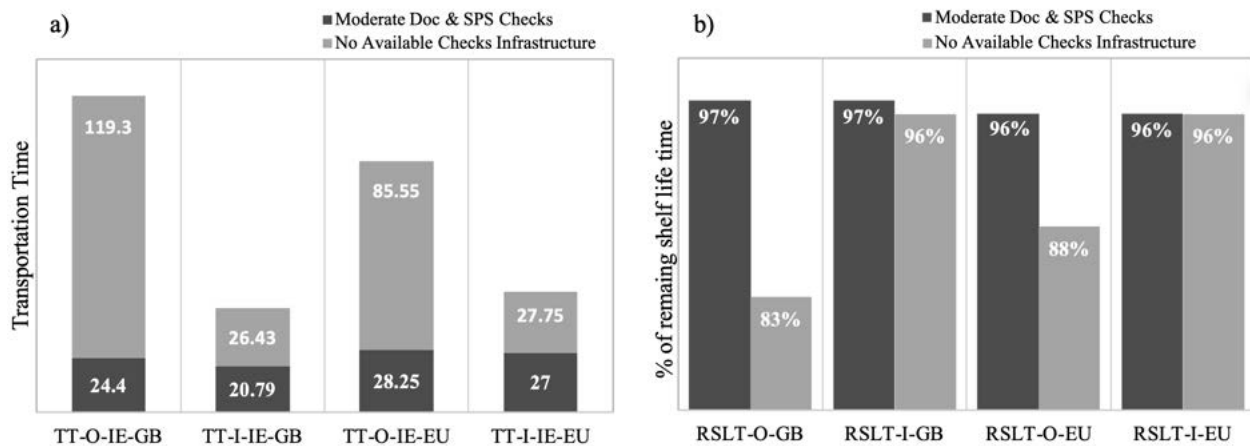 a)
Moderate Doc & SPS Checks
No Available Checks Infrastructure
Transportation Time
119.3
24.4
26.43
20.79
85.55
28.25
27.75
27
TT-O-IE-GB
TT-I-IE-GB
TT-O-IE-EU
TT-I-IE-EU
b)
Moderate Doc & SPS Checks
No Available Checks Infrastructure
% of remaing shelf life time
97%
83%
97%
96%
96%
88%
96%
96%
RSLT-O-GB
RSLT-I-GB
RSLT-O-EU
RSLT-I-EU